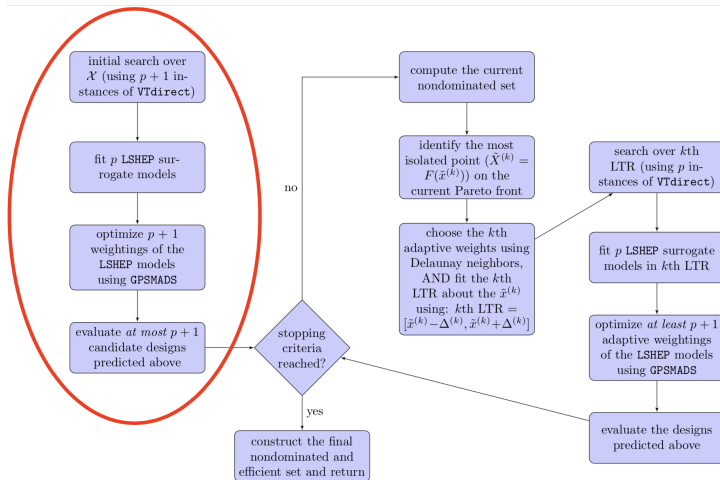 initial search over
𝒳 (using p + 1 in-
stances of VTdirect)
fit p LSHEP sur-
rogate models
optimize p + 1
weightings of the
LSHEP models
using GPSMADS
evaluate at most p + 1
candidate designs
predicted above
stopping
criteria
reached?
no
yes
construct the final
nondominated and
efficient set and return
compute the current
nondominated set
identify the most
isolated point (X̃^(k) =
F(x̃^(k))) on the
current Pareto front
choose the kth
adaptive weights using
Delaunay neighbors,
AND fit the kth
LTR about the x̃^(k)
using: kth LTR =
[x̃^(k) − Δ^(k), x̃^(k) + Δ^(k)]
search over kth
LTR (using p in-
stances of VTdirect)
fit p LSHEP surrogate
models in kth LTR
optimize at least p + 1
adaptive weightings
of the LSHEP models
using GPSMADS
evaluate the designs
predicted above